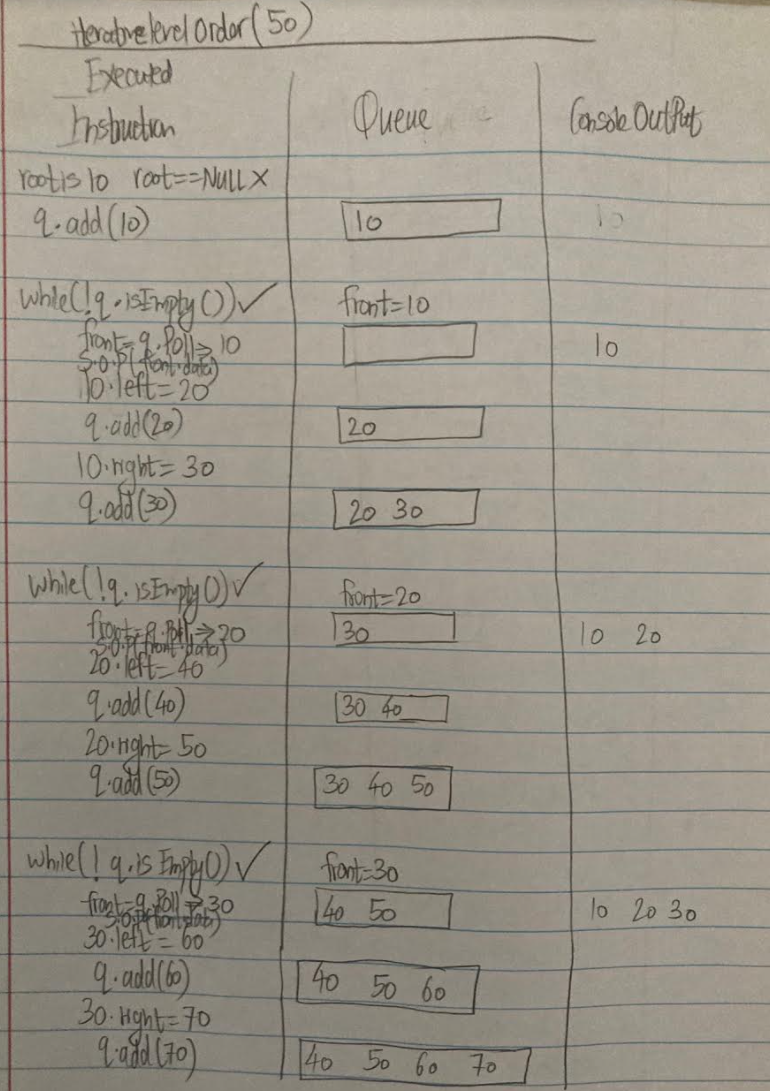 iterativelevelOrder(50)
Executed
Instruction Queue Console OutPut
root is 10 root==NULL X
q.add(10) 10 10
while(!q.isEmpty())✓ front=10
front=q.Poll⇒10 10
S.O.P(front.data)
10.left=20
q.add(20) 20
10.right=30
q.add(30) 20 30
while(!q.isEmpty())✓ front=20
front=q.Poll⇒20 30 10 20
S.O.P(front.data)
20.left=40
q.add(40) 30 40
20.right=50
q.add(50) 30 40 50
while(!q.isEmpty())✓ front=30
front=q.Poll⇒30 40 50 10 20 30
S.O.P(front.data)
30.left=60
q.add(60) 40 50 60
30.right=70
q.add(70) 40 50 60 70